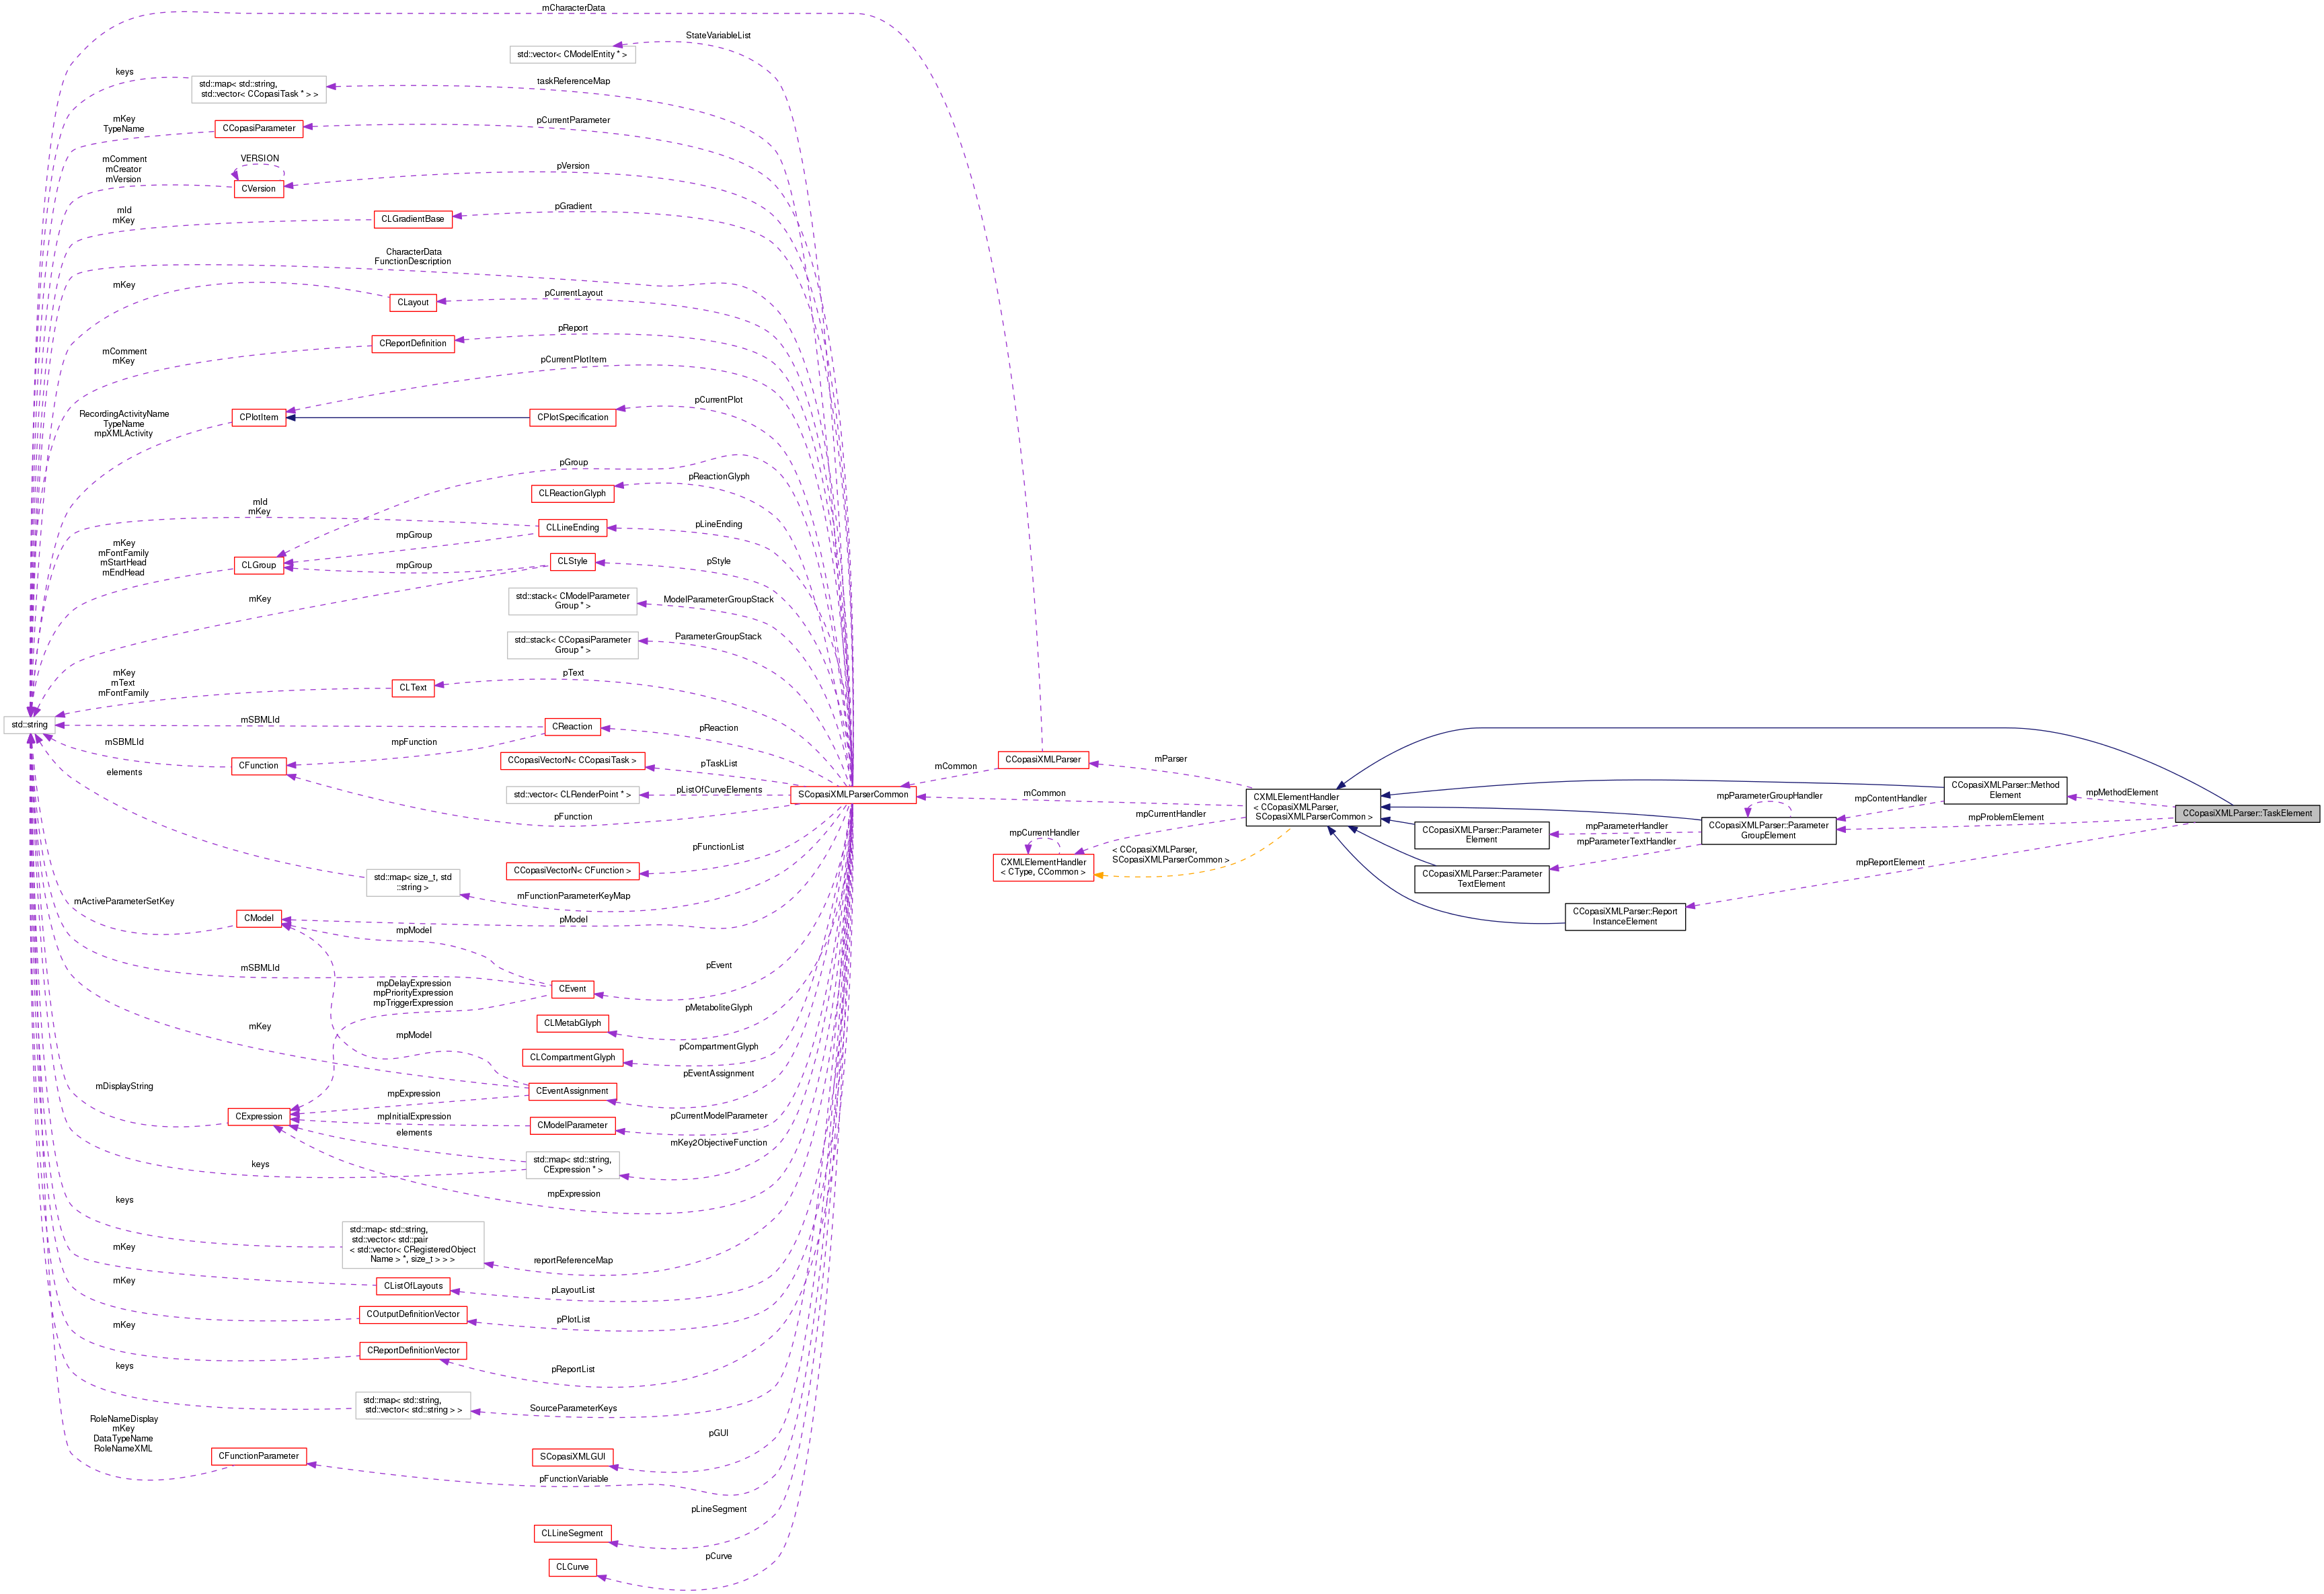 mCharacterData
StateVariableList
std::vector< CModelEntity * >
keys
std::map< std::string,
std::vector< CCopasiTask * > >
taskReferenceMap
mKey
TypeName
CCopasiParameter
pCurrentParameter
mComment
mCreator
mVersion
VERSION
CVersion
pVersion
mId
mKey
CLGradientBase
pGradient
CharacterData
FunctionDescription
mKey
CLayout
pCurrentLayout
mComment
mKey
CReportDefinition
pReport
pCurrentPlotItem
RecordingActivityName
TypeName
mpXMLActivity
CPlotItem
CPlotSpecification
pCurrentPlot
pGroup
CLReactionGlyph
pReactionGlyph
mId
mKey
CLLineEnding
pLineEnding
mKey
mFontFamily
mStartHead
mEndHead
CLGroup
mpGroup
mpGroup
CLStyle
pStyle
mKey
std::stack< CModelParameter
Group * >
ModelParameterGroupStack
std::stack< CCopasiParameter
Group * >
ParameterGroupStack
mKey
mText
mFontFamily
CLText
pText
std::string
mSBMLId
CReaction
pReaction
mSBMLId
CFunction
mpFunction
CCopasiVectorN< CCopasiTask >
pTaskList
elements
std::vector< CLRenderPoint * >
pListOfCurveElements
pFunction
SCopasiXMLParserCommon
CCopasiVectorN< CFunction >
pFunctionList
std::map< size_t, std
::string >
mFunctionParameterKeyMap
mActiveParameterSetKey
CModel
pModel
mpModel
mSBMLId
CEvent
pEvent
mpDelayExpression
mpPriorityExpression
mpTriggerExpression
CLMetabGlyph
pMetaboliteGlyph
mKey
mpModel
CLCompartmentGlyph
pCompartmentGlyph
mDisplayString
CExpression
mpExpression
CEventAssignment
pEventAssignment
mpInitialExpression
CModelParameter
pCurrentModelParameter
elements
keys
std::map< std::string,
CExpression * >
mKey2ObjectiveFunction
mpExpression
keys
std::map< std::string,
std::vector< std::pair
< std::vector< CRegisteredObject
Name > *, size_t > > >
reportReferenceMap
mKey
CListOfLayouts
pLayoutList
mKey
COutputDefinitionVector
pPlotList
mKey
CReportDefinitionVector
pReportList
keys
std::map< std::string,
std::vector< std::string > >
SourceParameterKeys
RoleNameDisplay
mKey
DataTypeName
RoleNameXML
CFunctionParameter
SCopasiXMLGUI
pGUI
pFunctionVariable
CLLineSegment
pLineSegment
CLCurve
pCurve
CCopasiXMLParser
mCommon
mParser
mCommon
mpCurrentHandler
mpCurrentHandler
CXMLElementHandler
< CType, CCommon >
< CCopasiXMLParser,
SCopasiXMLParserCommon >
CXMLElementHandler
< CCopasiXMLParser,
SCopasiXMLParserCommon >
CCopasiXMLParser::Parameter
Element
CCopasiXMLParser::Parameter
TextElement
mpParameterHandler
mpParameterTextHandler
mpParameterGroupHandler
CCopasiXMLParser::Parameter
GroupElement
CCopasiXMLParser::Report
InstanceElement
mpContentHandler
CCopasiXMLParser::Method
Element
mpMethodElement
mpProblemElement
mpReportElement
CCopasiXMLParser::TaskElement